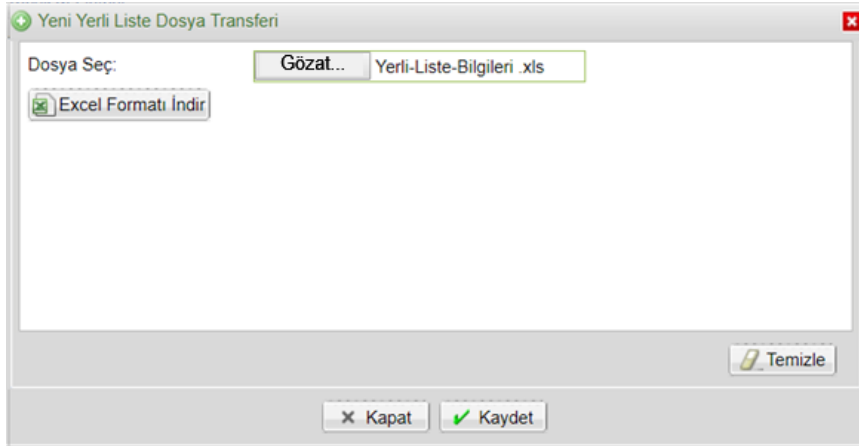 Yeni Yerli Liste Dosya Transferi
Dosya Seç: Gözat... Yerli-Liste-Bilgileri .xls
Excel Formatı İndir
Temizle
Kapat Kaydet